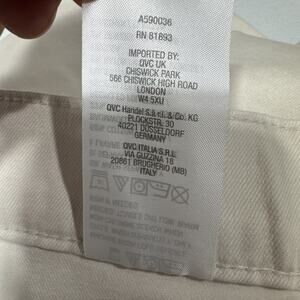 A590036
RN 81893
IMPORTED BY:
QVC UK
CHISWICK PARK
566 CHISWICK HIGH ROAD
LONDON
W4 5XU
QVC Handel S.à r.l. & Co. KG
PLOCKSTR. 30
40221 DÜSSELDORF
GERMANY
QVC ITALIA S.R.L.
VIA GUZZINA 18
20861 BRUGHERIO (MB)
ITALY